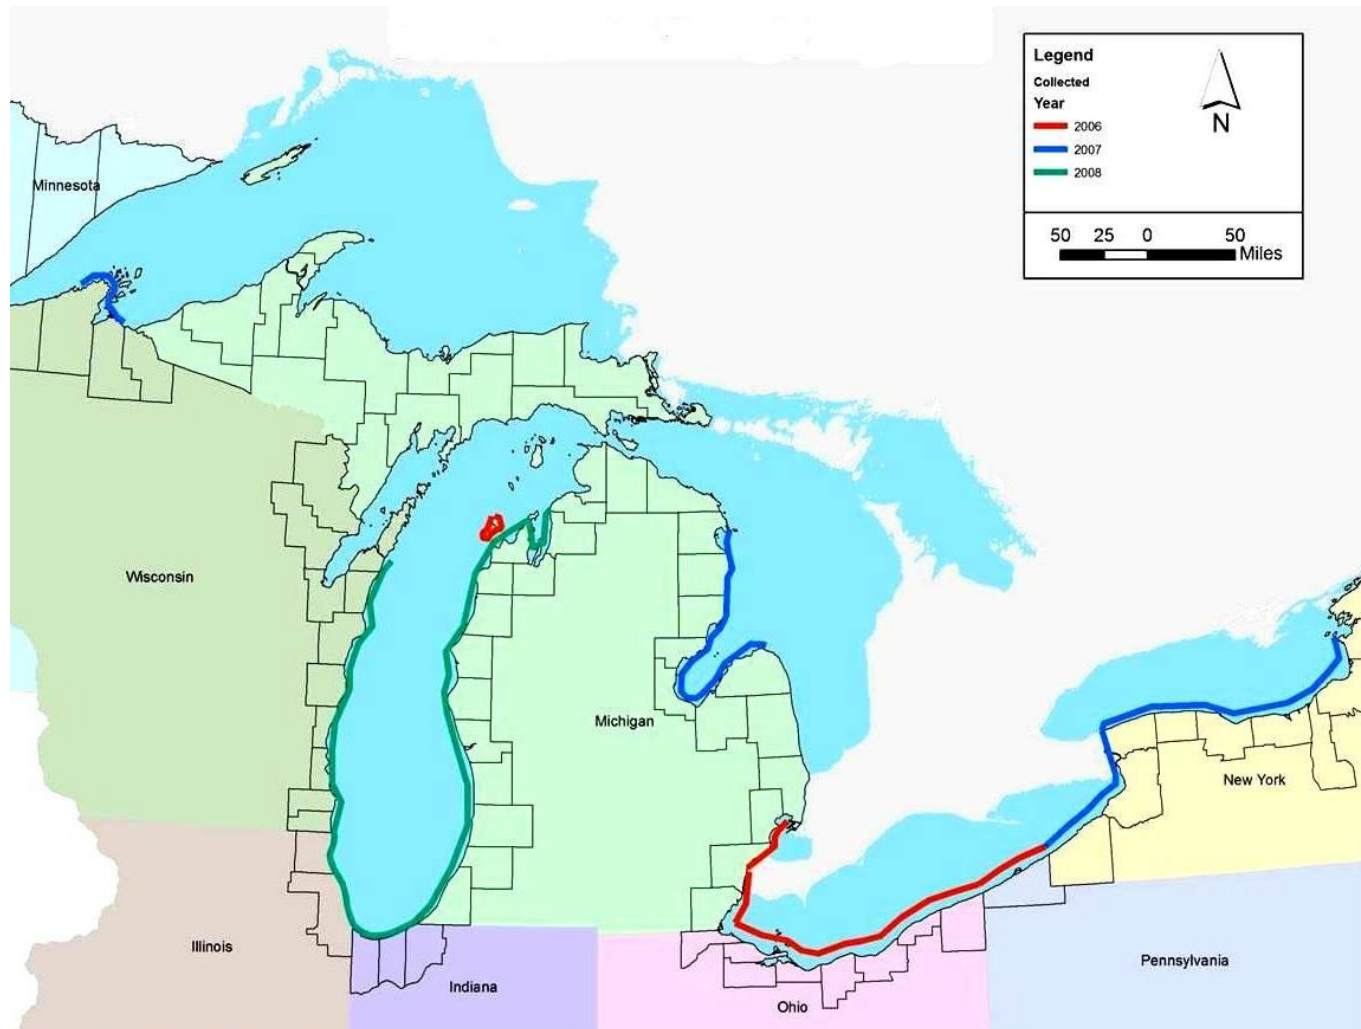 Legend
Collected
Year
N
2006
2007
2008
50 25 0 50
Miles
Minnesota
Wisconsin
Michigan
New York
Illinois
Indiana
Ohio
Pennsylvania